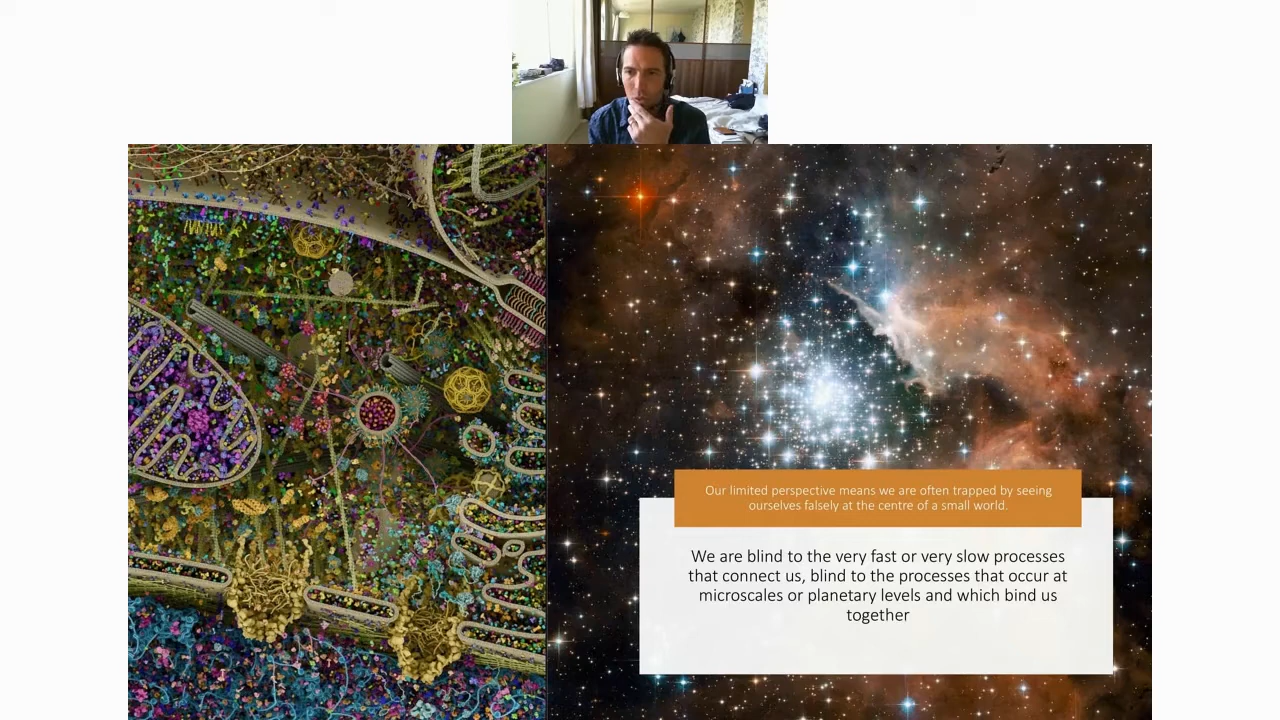 Our limited perspective means we are often trapped by seeing
ourselves falsely at the centre of a small world.
We are blind to the very fast or very slow processes
that connect us, blind to the processes that occur at
microscales or planetary levels and which bind us
together